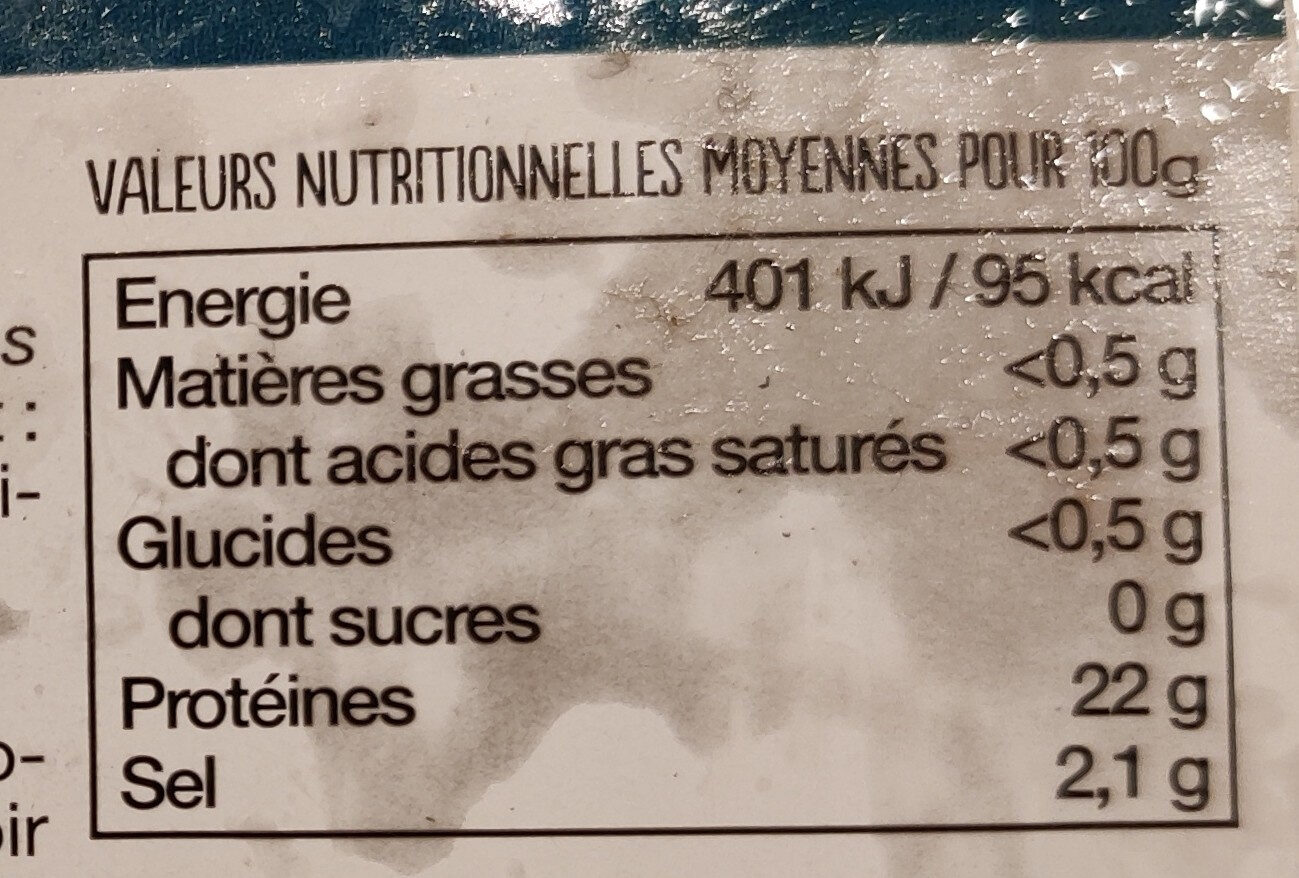 VALEURS NUTRITIONNELLES MOYENNES POUR 100g
Energie 401 kJ / 95 kcal
Matières grasses <0,5 g
dont acides gras saturés <0,5 g
Glucides <0,5 g
dont sucres 0 g
Protéines 22 g
Sel 2,1 g
s
i-
ir